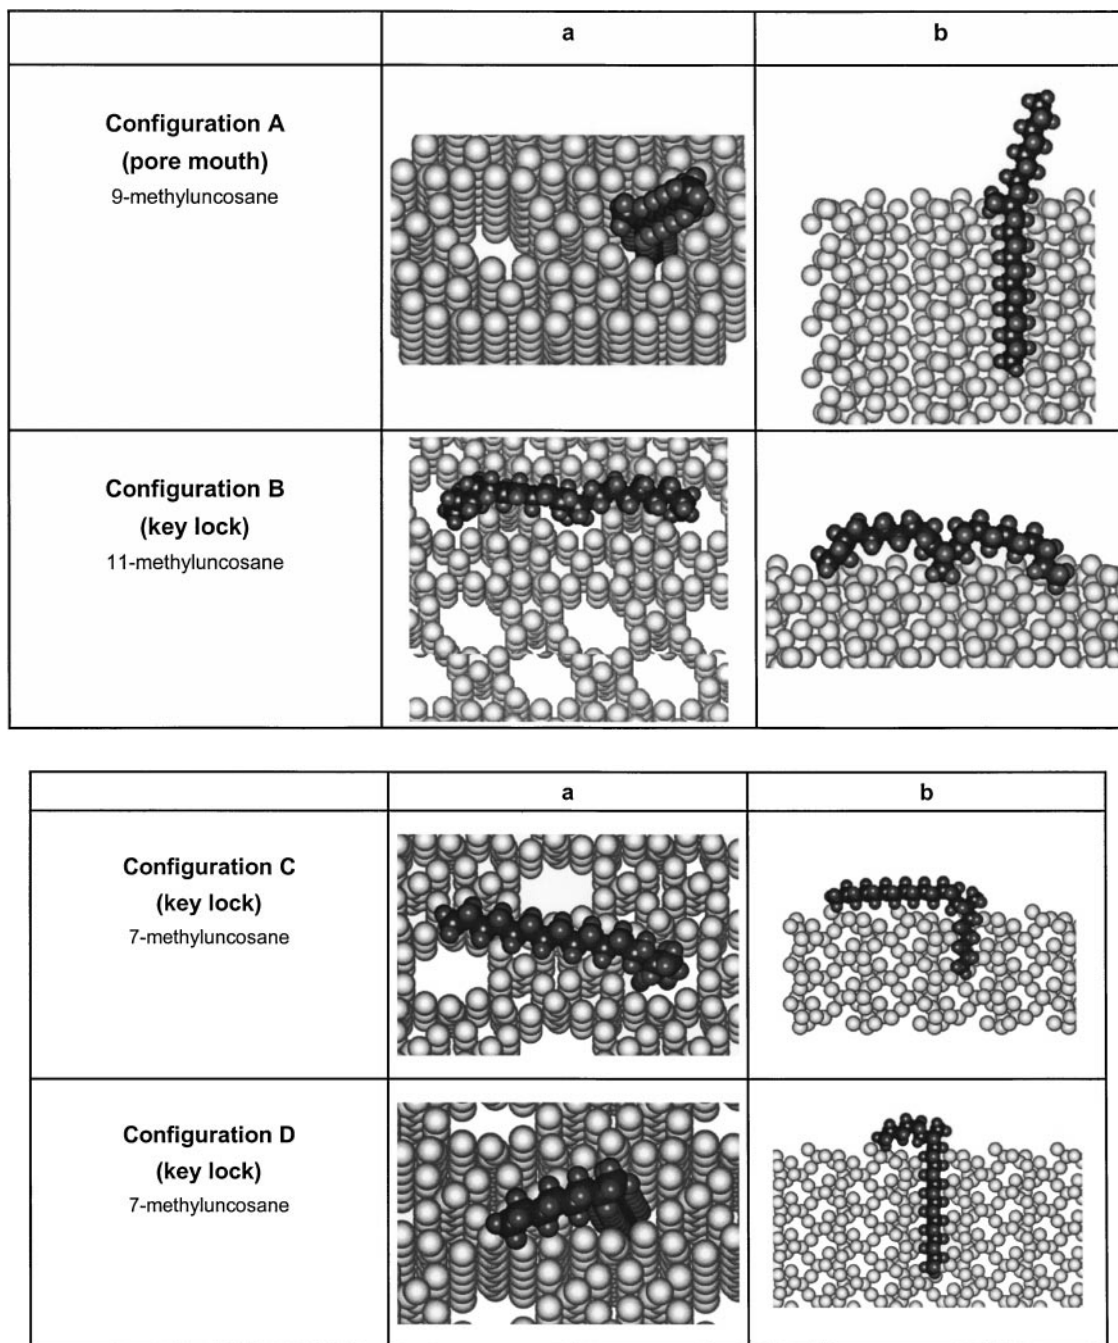 a b
Configuration A
(pore mouth)
9-methyluncosane
Configuration B
(key lock)
11-methyluncosane
a b
Configuration C
(key lock)
7-methyluncosane
Configuration D
(key lock)
7-methyluncosane